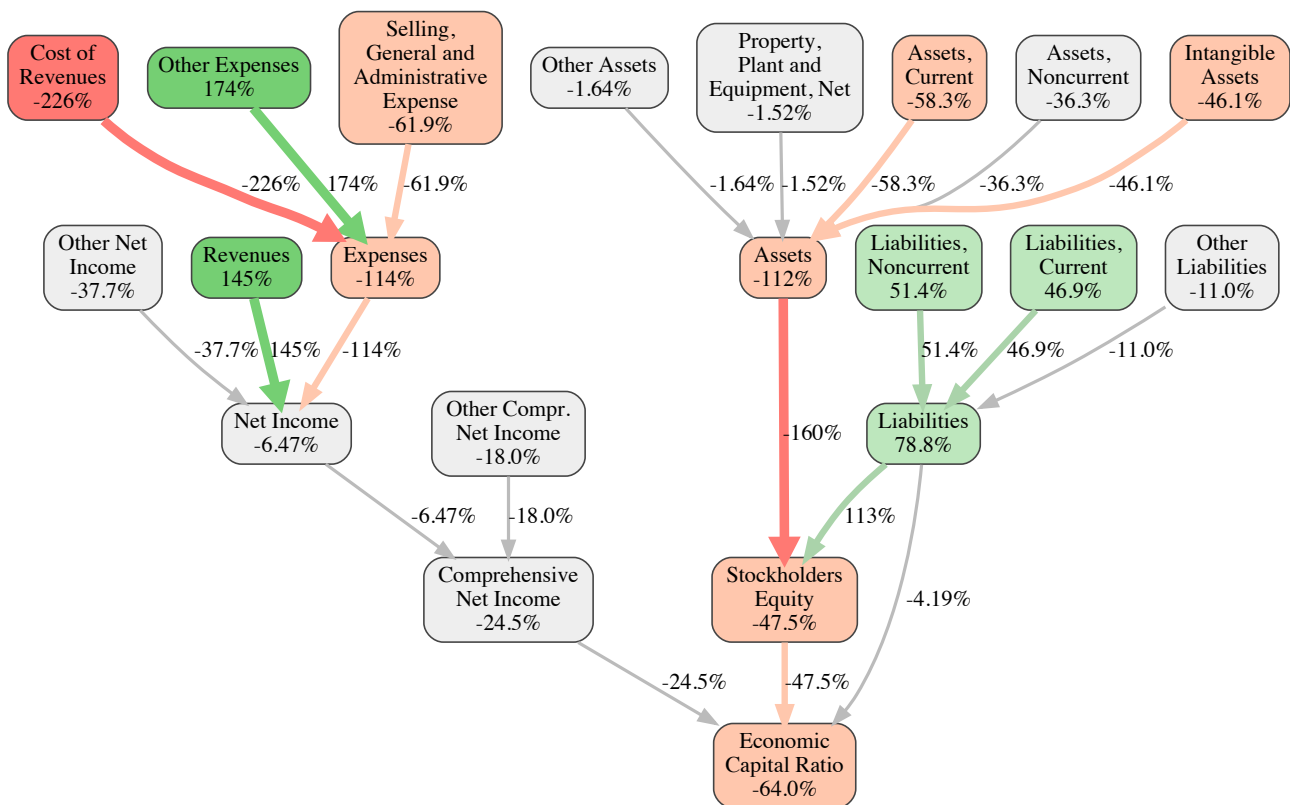 Cost of
Revenues
-226%
Other Expenses
174%
Selling,
General and
Administrative
Expense
-61.9%
Other Assets
-1.64%
Property,
Plant and
Equipment, Net
-1.52%
Assets,
Current
-58.3%
Assets,
Noncurrent
-36.3%
Intangible
Assets
-46.1%
-226%
174%
-61.9%
-1.64%
-1.52%
-58.3%
-36.3%
-46.1%
Other Net
Income
-37.7%
Revenues
145%
Expenses
-114%
Assets
-112%
Liabilities,
Noncurrent
51.4%
Liabilities,
Current
46.9%
Other
Liabilities
-11.0%
-37.7%
145%
-114%
51.4%
46.9%
-11.0%
Net Income
-6.47%
Other Compr.
Net Income
-18.0%
-160%
Liabilities
78.8%
-6.47%
-18.0%
113%
Comprehensive
Net Income
-24.5%
Stockholders
Equity
-47.5%
-4.19%
-24.5%
-47.5%
Economic
Capital Ratio
-64.0%